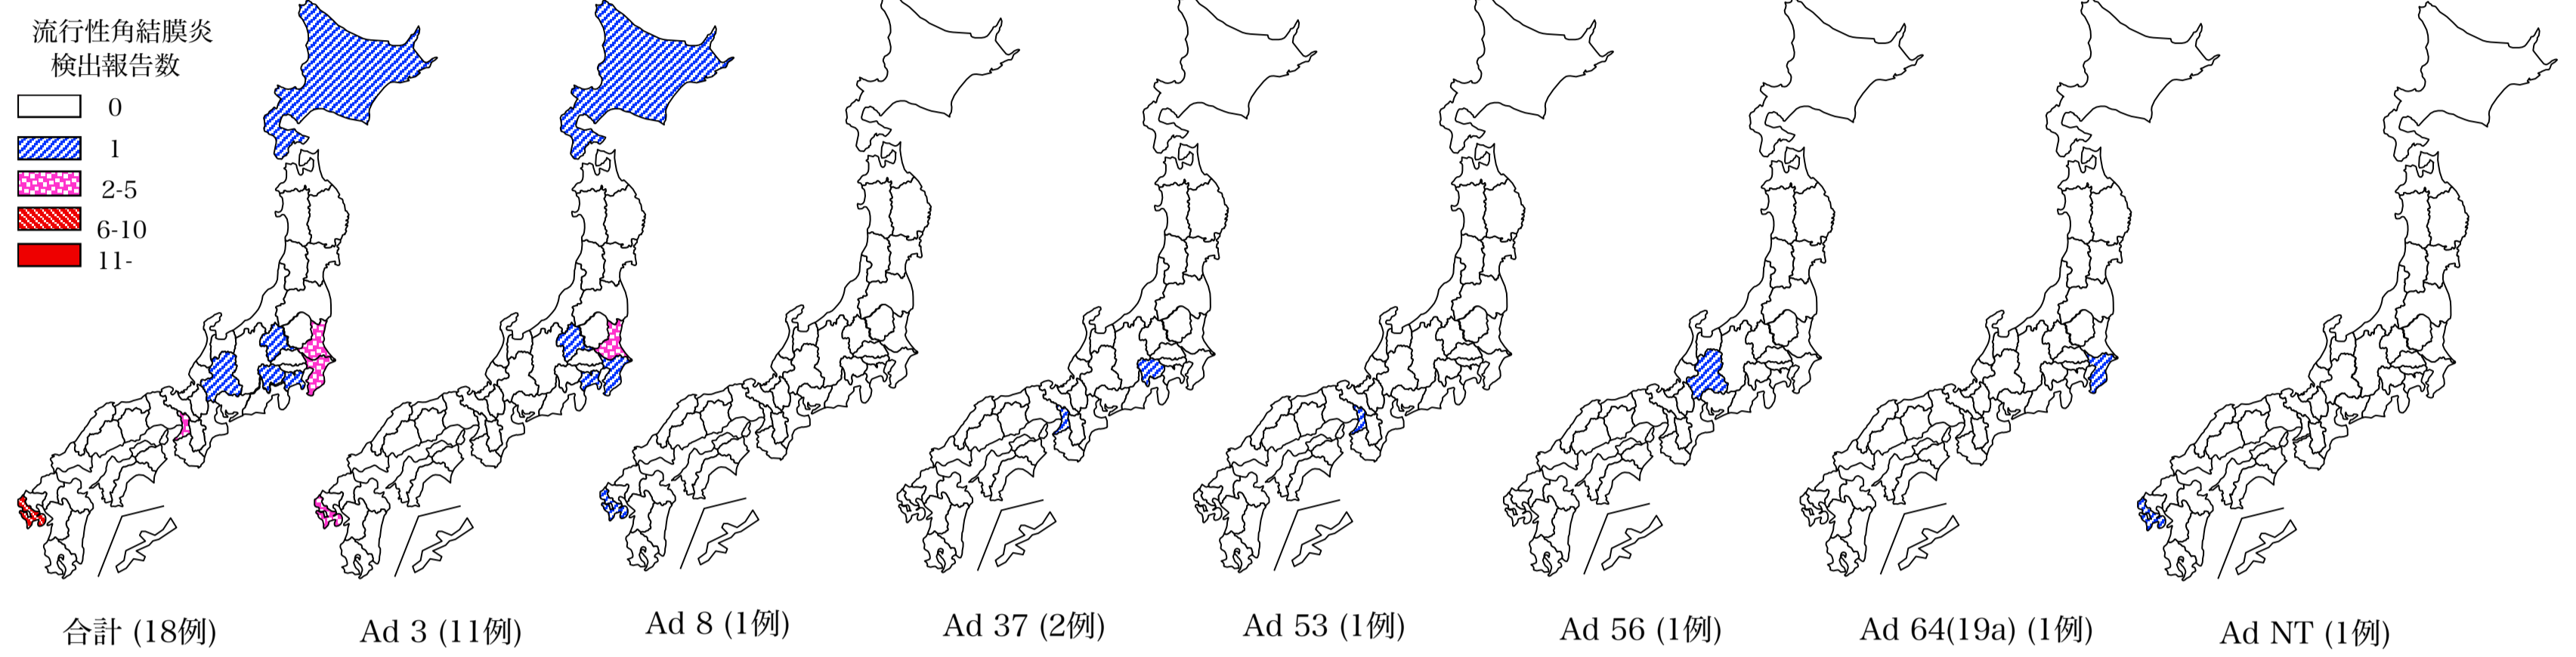 流行性角結膜炎
検出報告数
0
1
2-5
6-10
11-
合計 (18例)
Ad 3 (11例)
Ad 8 (1例)
Ad 37 (2例)
Ad 53 (1例)
Ad 56 (1例)
Ad 64(19a) (1例)
Ad NT (1例)